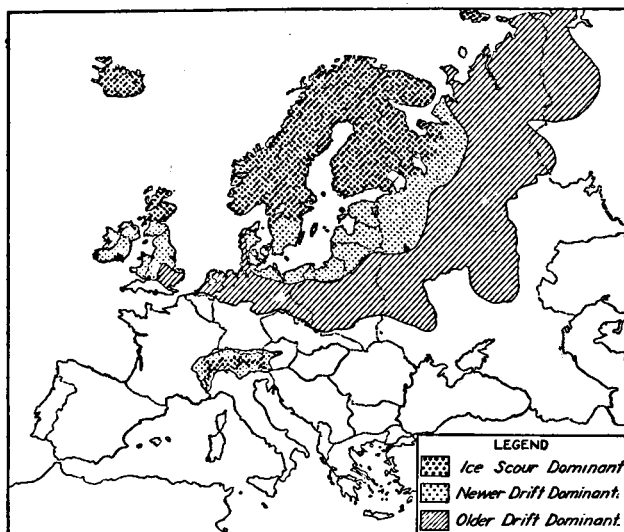 LEGEND
Ice Scour Dominant
Newer Drift Dominant.
Older Drift Dominant.